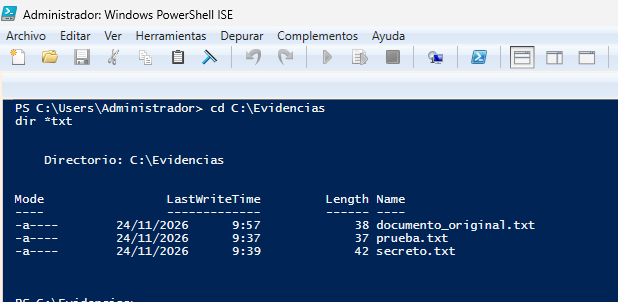 Administrador: Windows PowerShell ISE
Archivo Editar Ver Herramientas Depurar Complementos Ayuda
PS C:\Users\Administrador> cd C:\Evidencias
dir *txt
Directorio: C:\Evidencias
Mode LastWriteTime Length Name
---- ------------- ------ ----
-a---- 24/11/2026 9:57 38 documento_original.txt
-a---- 24/11/2026 9:37 37 prueba.txt
-a---- 24/11/2026 9:39 42 secreto.txt
PS C:\Evidencias>